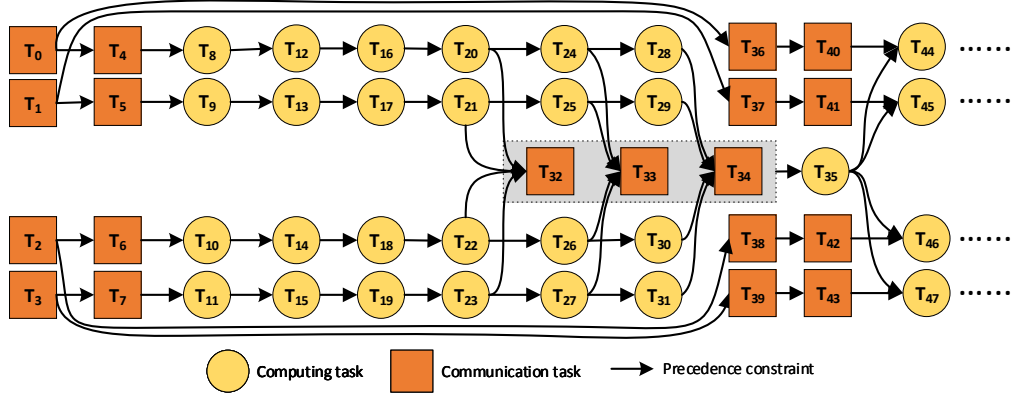 T0 T4 T8 T12 T16 T20 T24 T28 T36 T40 T44 ......
T1 T5 T9 T13 T17 T21 T25 T29 T37 T41 T45 ......
T32 T33 T34 T35
T2 T6 T10 T14 T18 T22 T26 T30 T38 T42 T46 ......
T3 T7 T11 T15 T19 T23 T27 T31 T39 T43 T47 ......
Computing task Communication task Precedence constraint